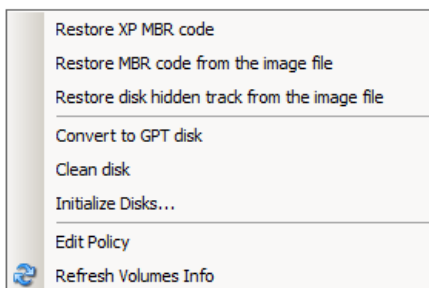 Restore XP MBR code
Restore MBR code from the image file
Restore disk hidden track from the image file
Convert to GPT disk
Clean disk
Initialize Disks...
Edit Policy
Refresh Volumes Info